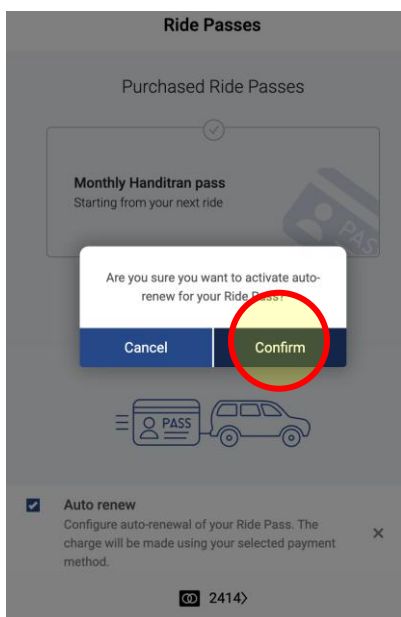 Ride Passes
Purchased Ride Passes
Monthly Handitran pass
Starting from your next ride
PASS
Are you sure you want to activate auto-
renew for your Ride Pass?
Cancel
Confirm
PASS
Auto renew
Configure auto-renewal of your Ride Pass. The
charge will be made using your selected payment
method.
2414